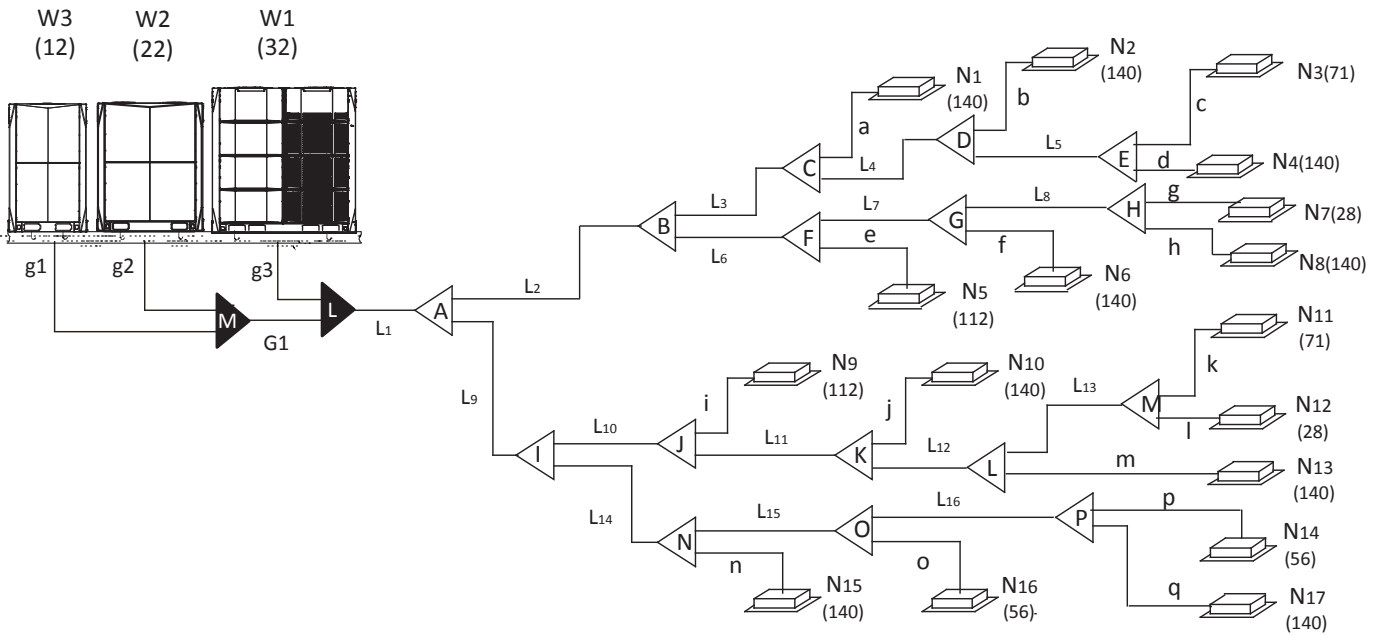 W3
(12)
W2
(22)
W1
(32)
g1
g2
g3
M
G1
L
L1
A
L2
L9
B
L3
L6
C
a
N1
(140)
L4
D
b
N2
(140)
L5
E
c
N3(71)
d
N4(140)
F
L7
e
N5
(112)
G
L8
f
N6
(140)
H
g
N7(28)
h
N8(140)
I
L10
L14
J
i
N9
(112)
L11
K
j
N10
(140)
L12
L
L13
M
k
N11
(71)
l
N12
(28)
m
N13
(140)
N
L15
n
N15
(140)
O
L16
o
N16
(56)-
P
p
N14
(56)
q
N17
(140)